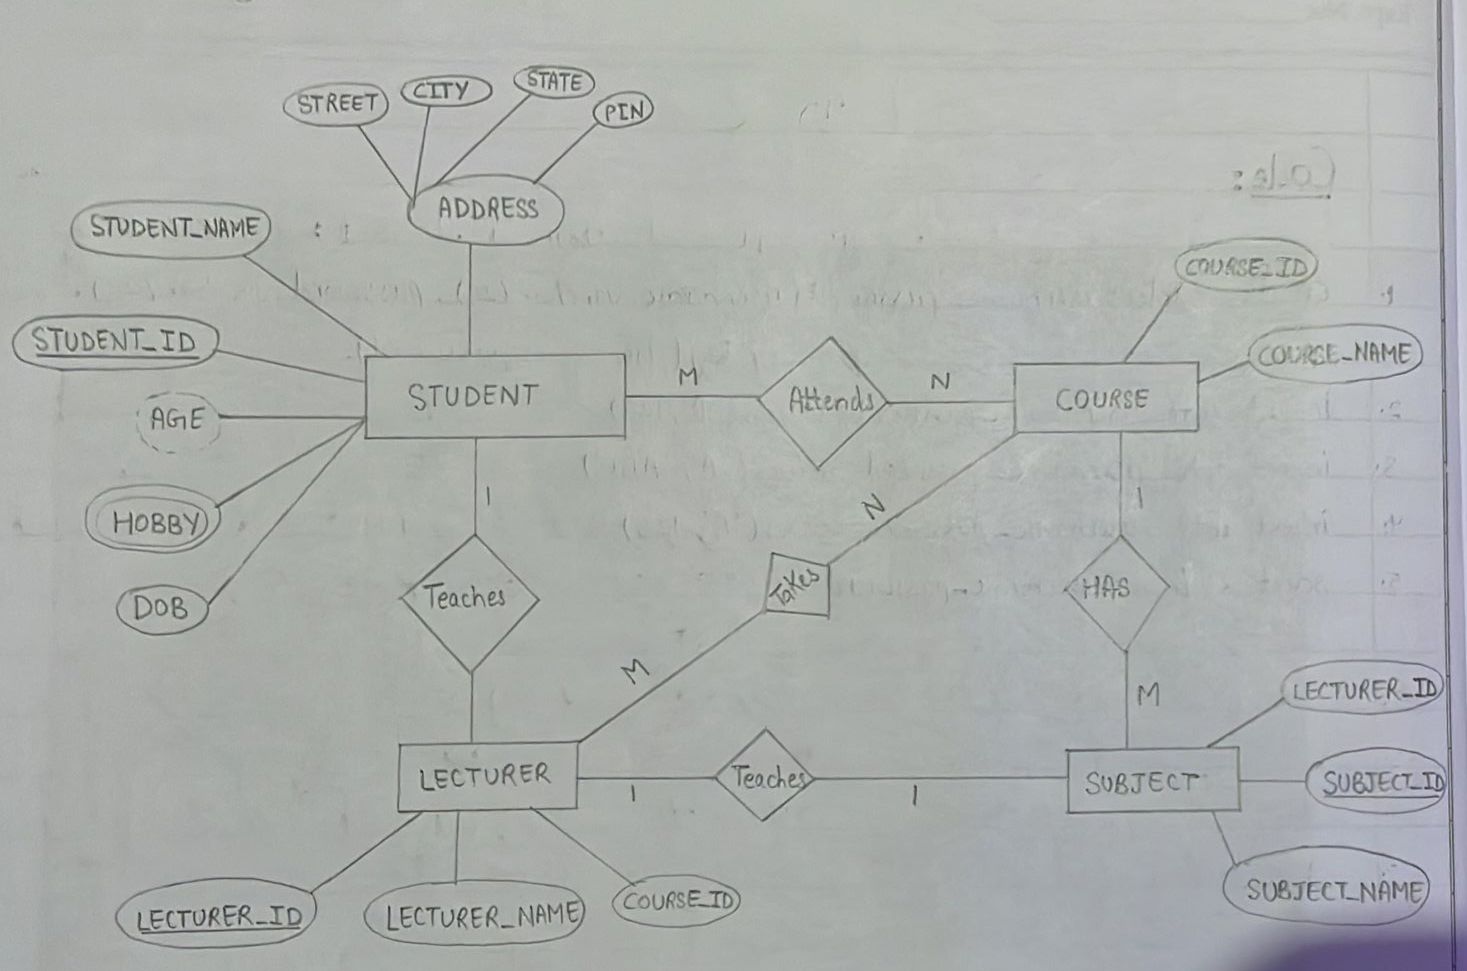 STREET
CITY
STATE
PIN
ADDRESS
STUDENT_NAME
COURSE_ID
STUDENT_ID
COURSE_NAME
STUDENT
M
Attends
N
COURSE
AGE
HOBBY
1
N
1
DOB
Teaches
Takes
HAS
M
M
LECTURER_ID
LECTURER
1
Teaches
1
SUBJECT
SUBJECT_ID
LECTURER_ID
LECTURER_NAME
COURSE_ID
SUBJECT_NAME
Code: